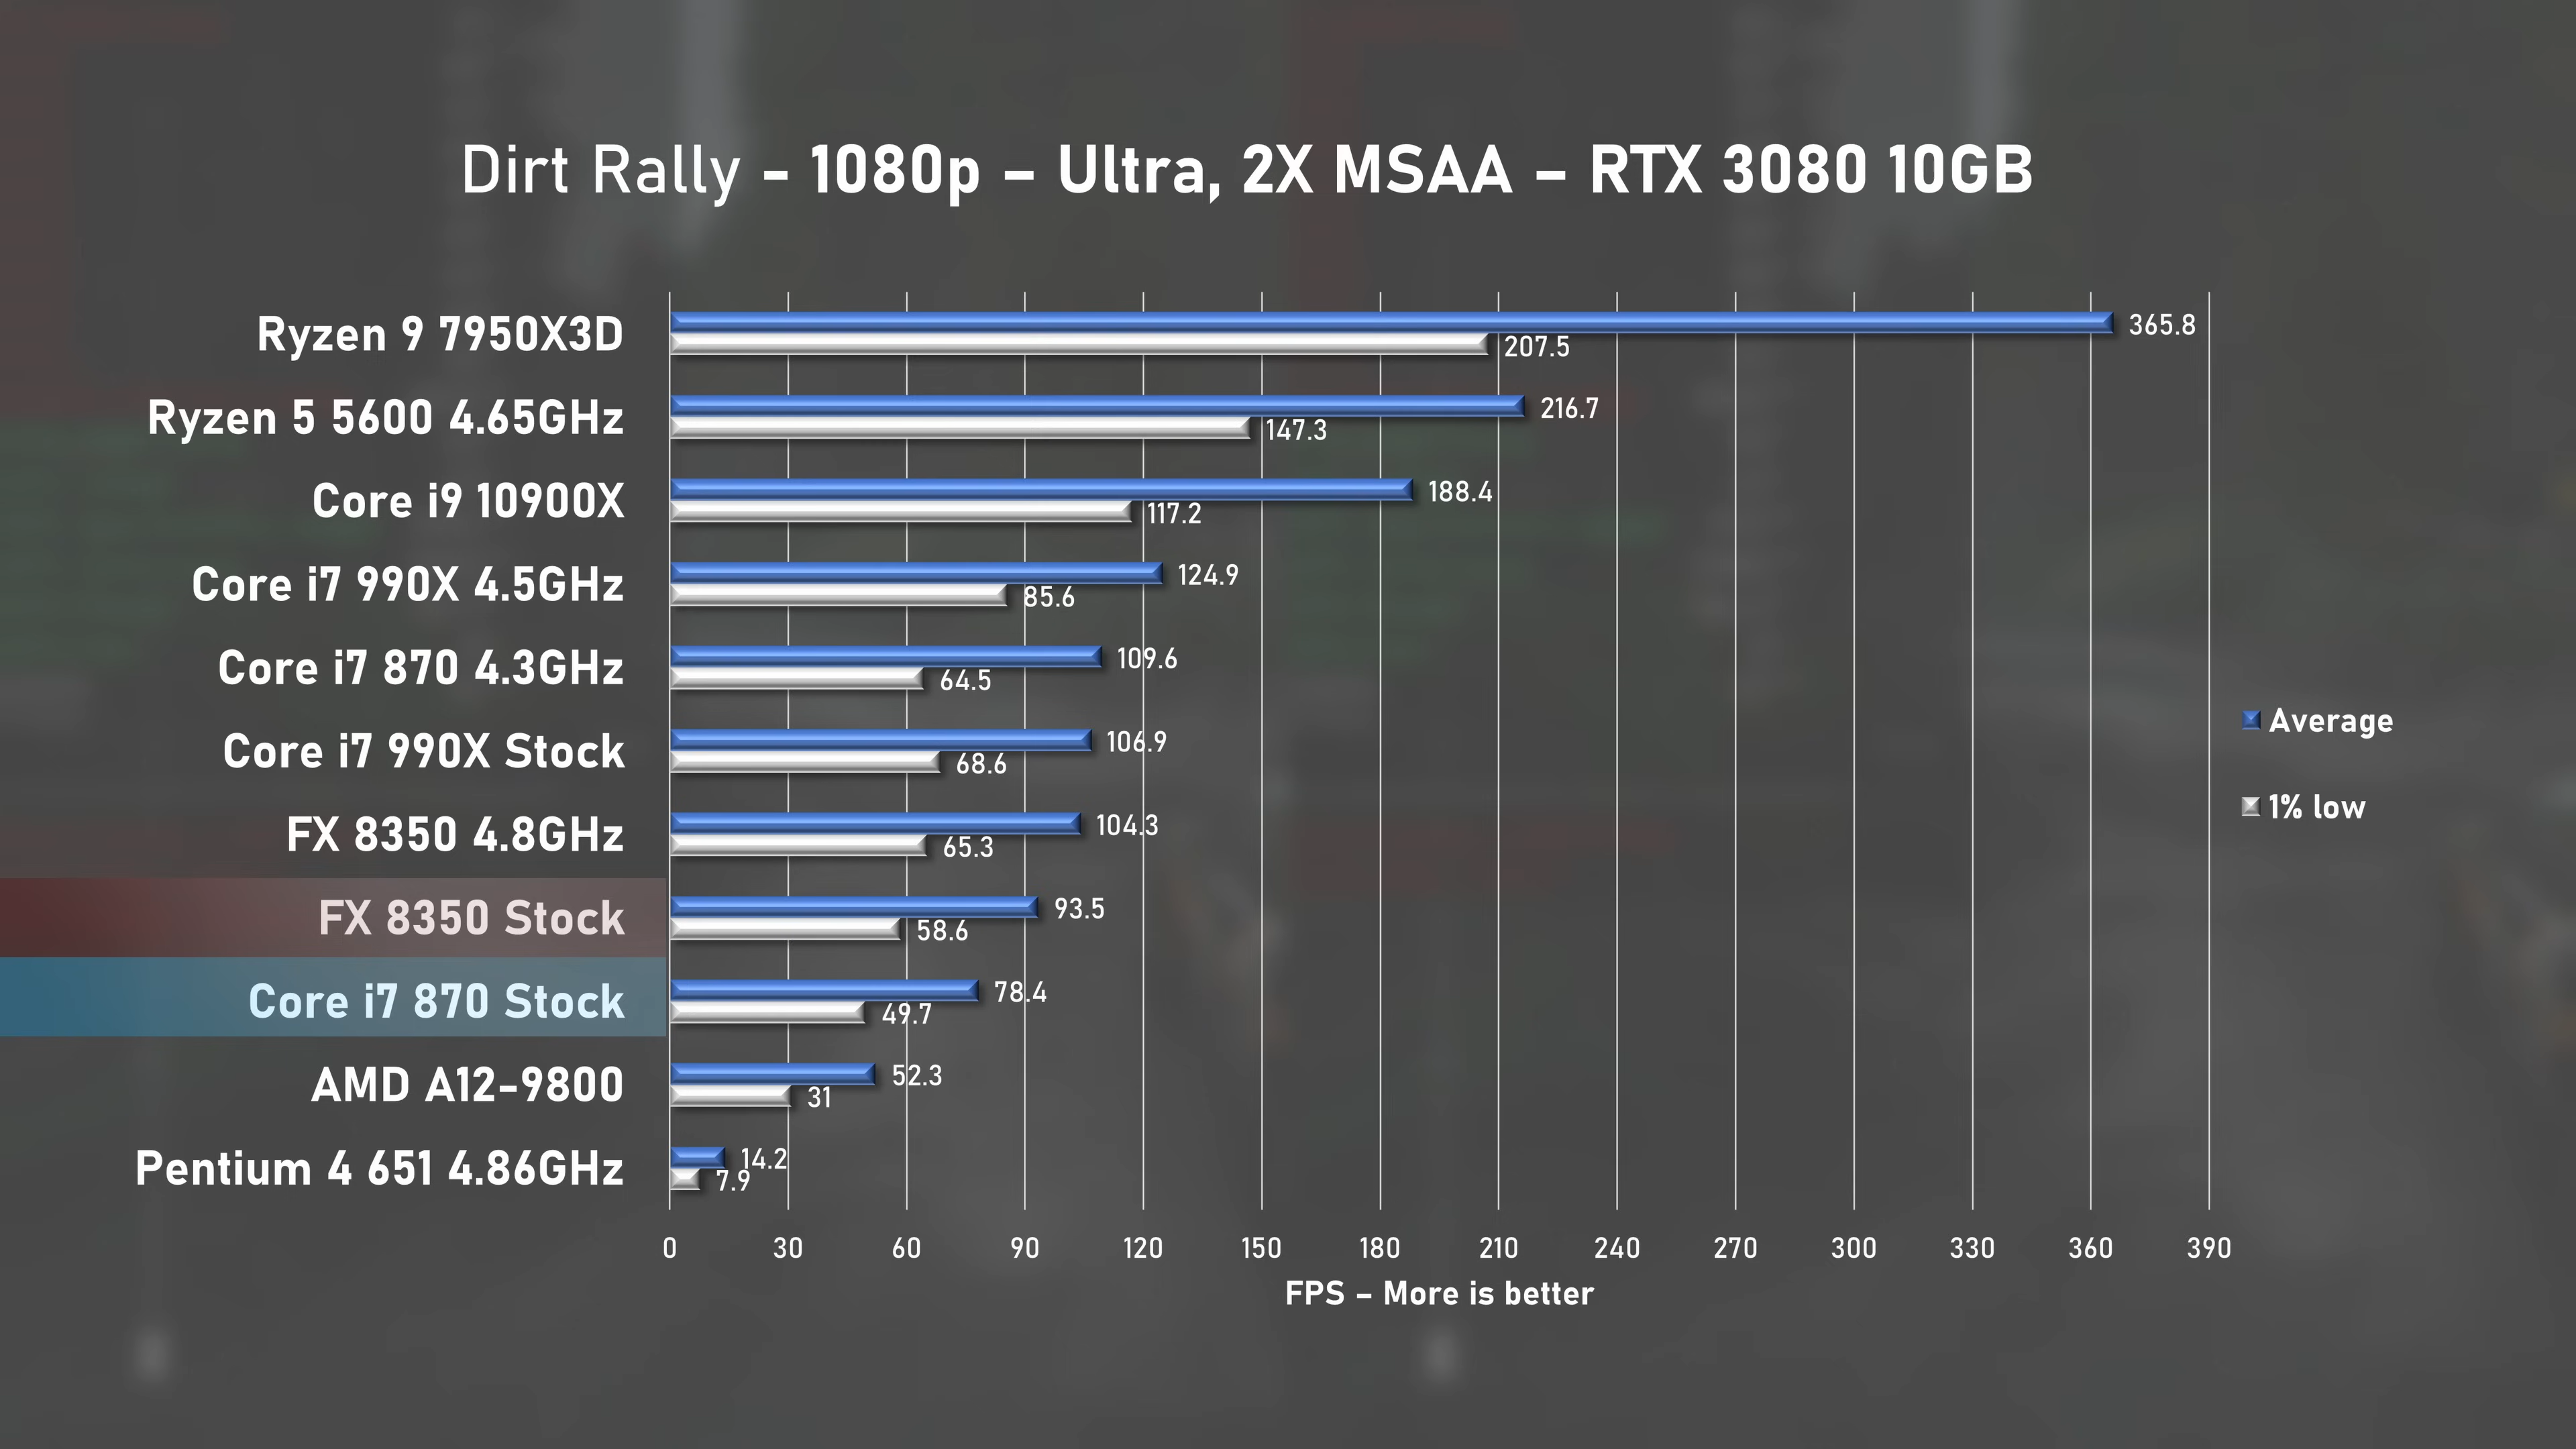 Dirt Rally - 1080p – Ultra, 2X MSAA – RTX 3080 10GB
Ryzen 9 7950X3D
365.8
207.5
Ryzen 5 5600 4.65GHz
216.7
147.3
Core i9 10900X
188.4
117.2
Core i7 990X 4.5GHz
124.9
85.6
Core i7 870 4.3GHz
109.6
64.5
Core i7 990X Stock
106.9
68.6
FX 8350 4.8GHz
104.3
65.3
FX 8350 Stock
93.5
58.6
Core i7 870 Stock
78.4
49.7
AMD A12-9800
52.3
31
Pentium 4 651 4.86GHz
14.2
7.9
0 30 60 90 120 150 180 210 240 270 300 330 360 390
FPS – More is better
Average
1% low